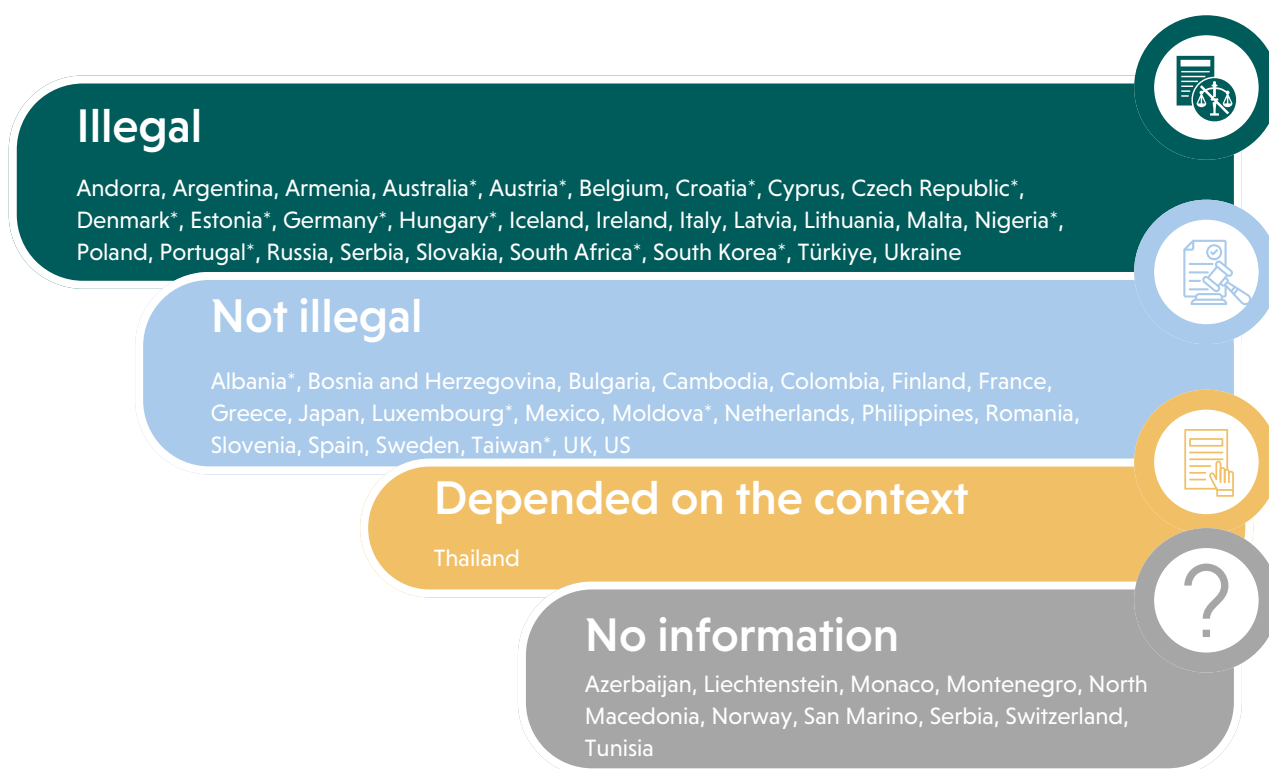 Illegal
Andorra, Argentina, Armenia, Australia*, Austria*, Belgium, Croatia*, Cyprus, Czech Republic*,
Denmark*, Estonia*, Germany*, Hungary*, Iceland, Ireland, Italy, Latvia, Lithuania, Malta, Nigeria*,
Poland, Portugal*, Russia, Serbia, Slovakia, South Africa*, South Korea*, Türkiye, Ukraine
Not illegal
Albania*, Bosnia and Herzegovina, Bulgaria, Cambodia, Colombia, Finland, France,
Greece, Japan, Luxembourg*, Mexico, Moldova*, Netherlands, Philippines, Romania,
Slovenia, Spain, Sweden, Taiwan*, UK, US
Depended on the context
Thailand
?
No information
Azerbaijan, Liechtenstein, Monaco, Montenegro, North
Macedonia, Norway, San Marino, Serbia, Switzerland,
Tunisia